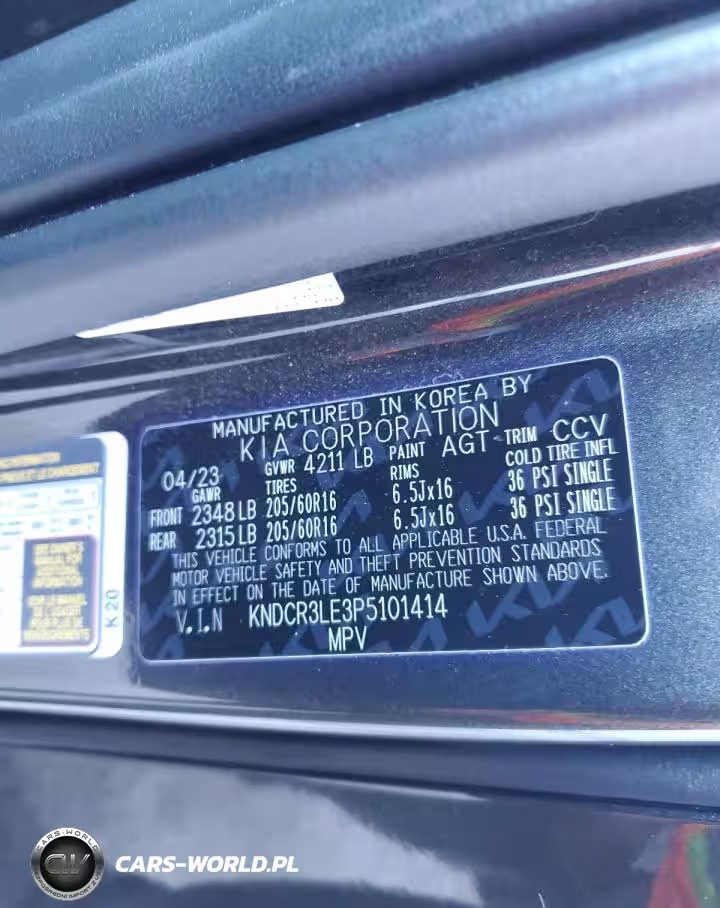 MANUFACTURED IN KOREA BY
KIA CORPORATION
04/23 GVWR 4211 LB PAINT AGT TRIM CCV
GAWR TIRES RIMS COLD TIRE INFL
FRONT 2348 LB 205/60R16 6.5Jx16 36 PSI SINGLE
REAR 2315 LB 205/60R16 6.5Jx16 36 PSI SINGLE
THIS VEHICLE CONFORMS TO ALL APPLICABLE U.S.A. FEDERAL
MOTOR VEHICLE SAFETY AND THEFT PREVENTION STANDARDS
IN EFFECT ON THE DATE OF MANUFACTURE SHOWN ABOVE.
V.I.N KNDCR3LE3P5101414
MPV
K20
CARS-WORLD
CW
CARS-WORLD.PL